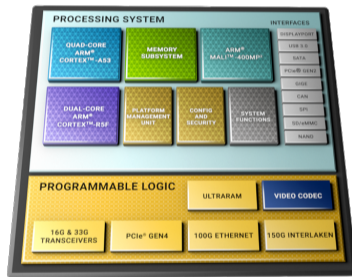 PROCESSING SYSTEM
INTERFACES
QUAD-CORE
ARM®
CORTEX™-A53
MEMORY
SUBSYSTEM
ARM®
MALI™-400MP²
DISPLAYPORT
USB 3.0
SATA
PCIe® GEN2
GIGE
CAN
SPI
SD/eMMC
NAND
DUAL-CORE
ARM®
CORTEX™-R5F
PLATFORM
MANAGEMENT
UNIT
CONFIG
AND
SECURITY
SYSTEM
FUNCTIONS
PROGRAMMABLE LOGIC
ULTRARAM
VIDEO CODEC
16G & 33G
TRANSCEIVERS
PCIe® GEN4
100G ETHERNET
150G INTERLAKEN